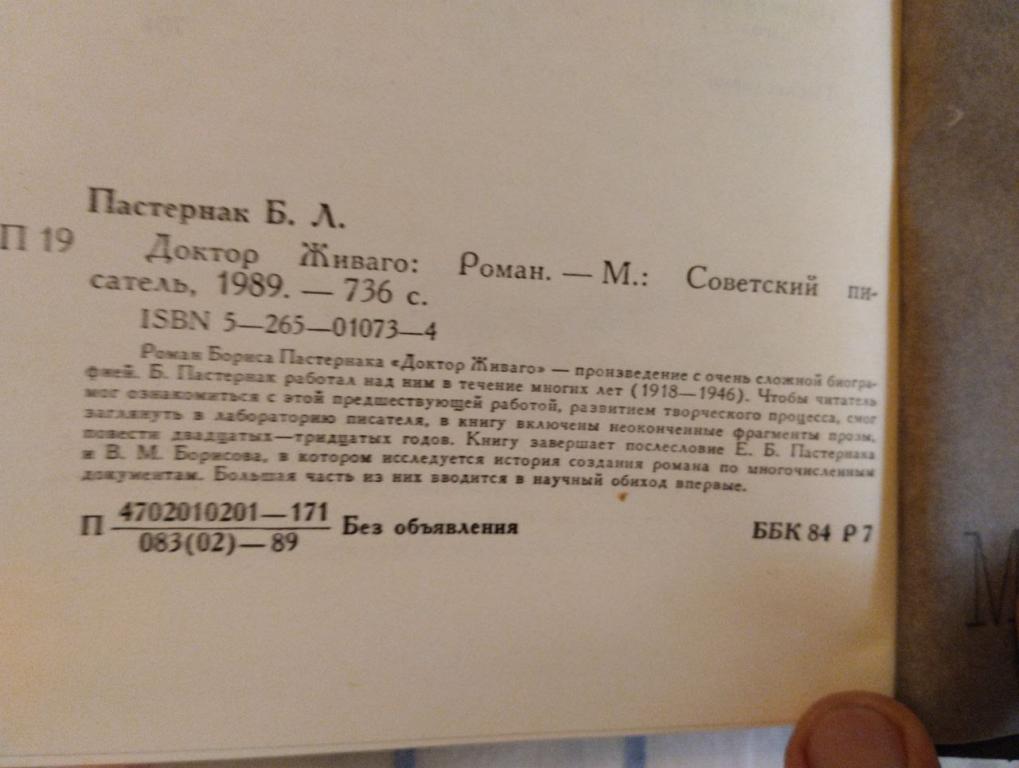 Пастернак Б. Л.
П 19 Доктор Живаго: Роман. — М.: Советский пи-
сатель, 1989. — 736 с.
ISBN 5—265—01073—4
Роман Бориса Пастернака «Доктор Живаго» — произведение с очень сложной биогра-
фией. Б. Пастернак работал над ним в течение многих лет (1918—1946). Чтобы читатель
мог ознакомиться с этой предшествующей работой, развитием творческого процесса, смог
заглянуть в лабораторию писателя, в книгу включены неоконченные фрагменты прозы,
повести двадцатых—тридцатых годов. Книгу завершает послесловие Е. Б. Пастернака
и В. М. Борисова, в котором исследуется история создания романа по многочисленным
документам. Большая часть из них вводится в научный обиход впервые.
П 4702010201—171 Без объявления ББК 84 Р 7
083(02)—89
М